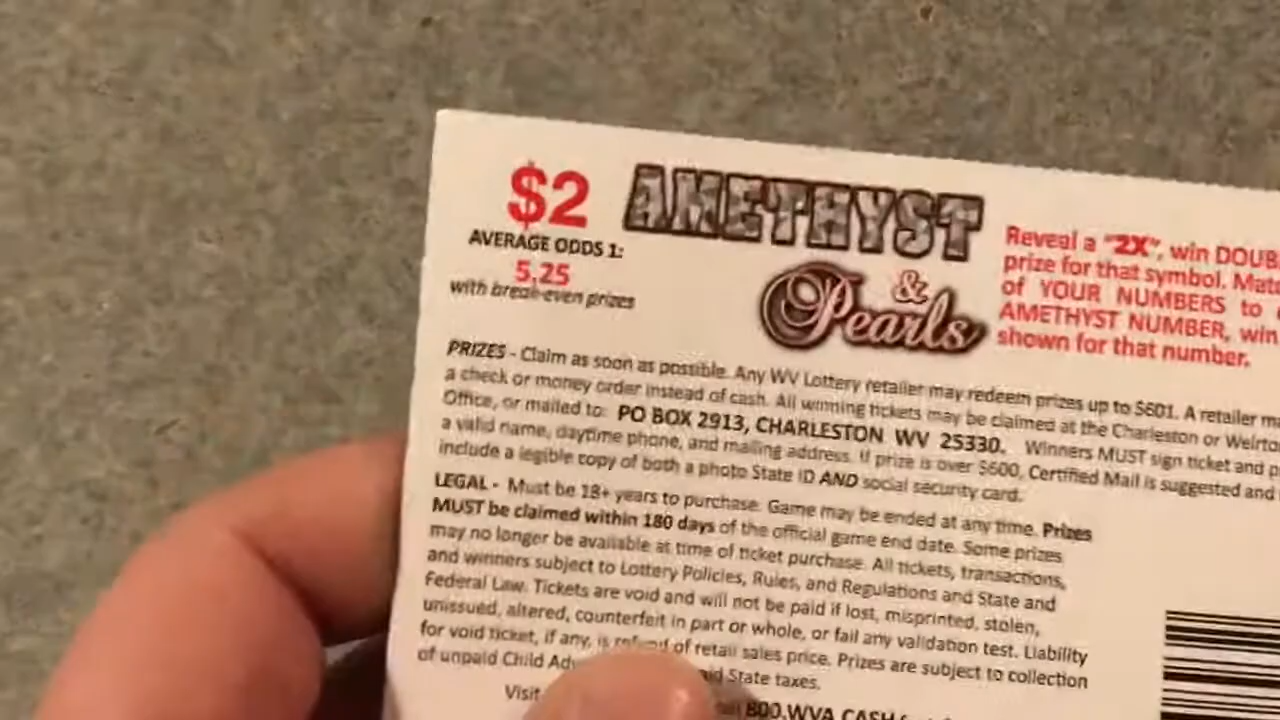 $2
AVERAGE ODDS 1:
5.25
with break-even prizes
AMETHYST
&
Pearls
Reveal a "2X", win DOUB
prize for that symbol. Matc
of YOUR NUMBERS to
AMETHYST NUMBER, win
shown for that number.
PRIZES - Claim as soon as possible. Any WV Lottery retailer may redeem prizes up to $601. A retailer m
a check or money order instead of cash. All winning tickets may be claimed at the Charleston or Weirto
Office, or mailed to: PO BOX 2913, CHARLESTON WV 25330. Winners MUST sign ticket and p
a valid name, daytime phone, and mailing address. If prize is over $600, Certified Mail is suggested and
include a legible copy of both a photo State ID AND social security card.
LEGAL - Must be 18+ years to purchase. Game may be ended at any time. Prizes
MUST be claimed within 180 days of the official game end date. Some prizes
may no longer be available at time of ticket purchase. All tickets, transactions,
and winners subject to Lottery Policies, Rules, and Regulations and State and
Federal Law. Tickets are void and will not be paid if lost, misprinted, stolen,
unissued, altered, counterfeit in part or whole, or fail any validation test. Liability
for void ticket, if any, is refund of retail sales price. Prizes are subject to collection
of unpaid Child Adv aid State taxes.
Visit 800.WVA CASH